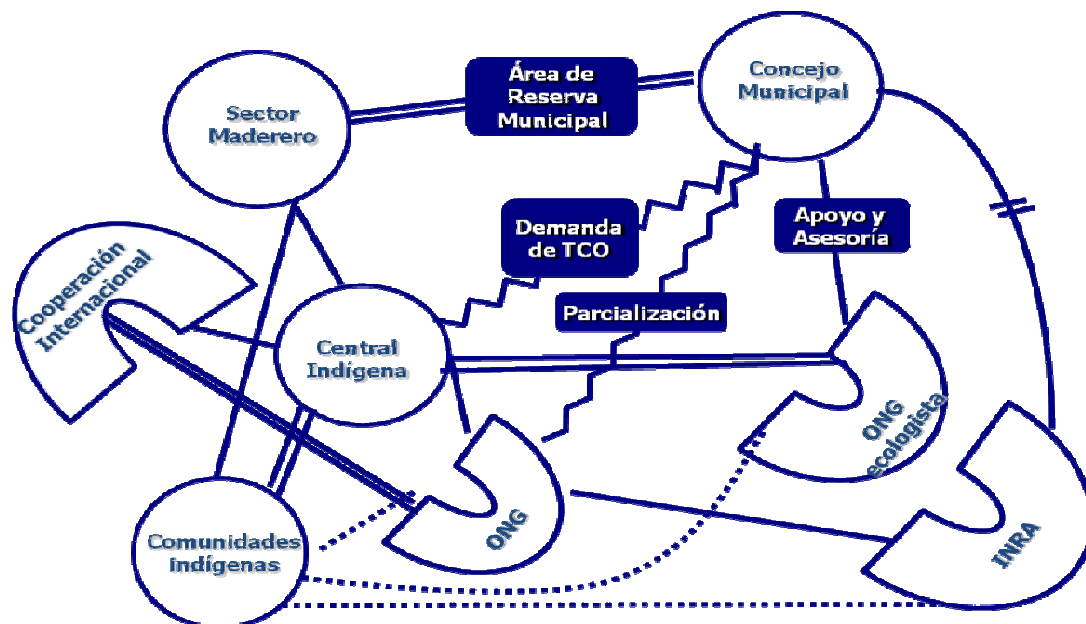 Sector
Maderero
Área de
Reserva
Municipal
Concejo
Municipal
Demanda
de TCO
Apoyo y
Asesoría
Cooperación
Internacional
Parcialización
Central
Indígena
ONG
ecologista
Comunidades
indígenas
ONG
INRA